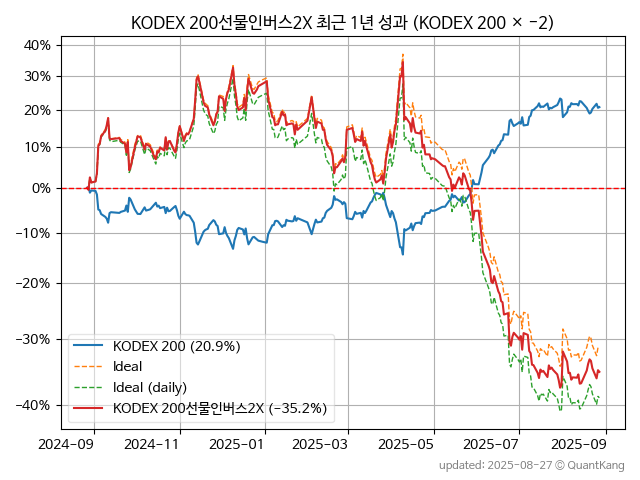 KODEX 200선물인버스2X 최근 1년 성과 (KODEX 200 × −2)
40%
30%
20%
10%
0%
−10%
−20%
−30%
−40%
KODEX 200 (20.9%)
Ideal
Ideal (daily)
KODEX 200선물인버스2X (−35.2%)
2024-09 2024-11 2025-01 2025-03 2025-05 2025-07 2025-09
updated: 2025-08-27 © QuantKang